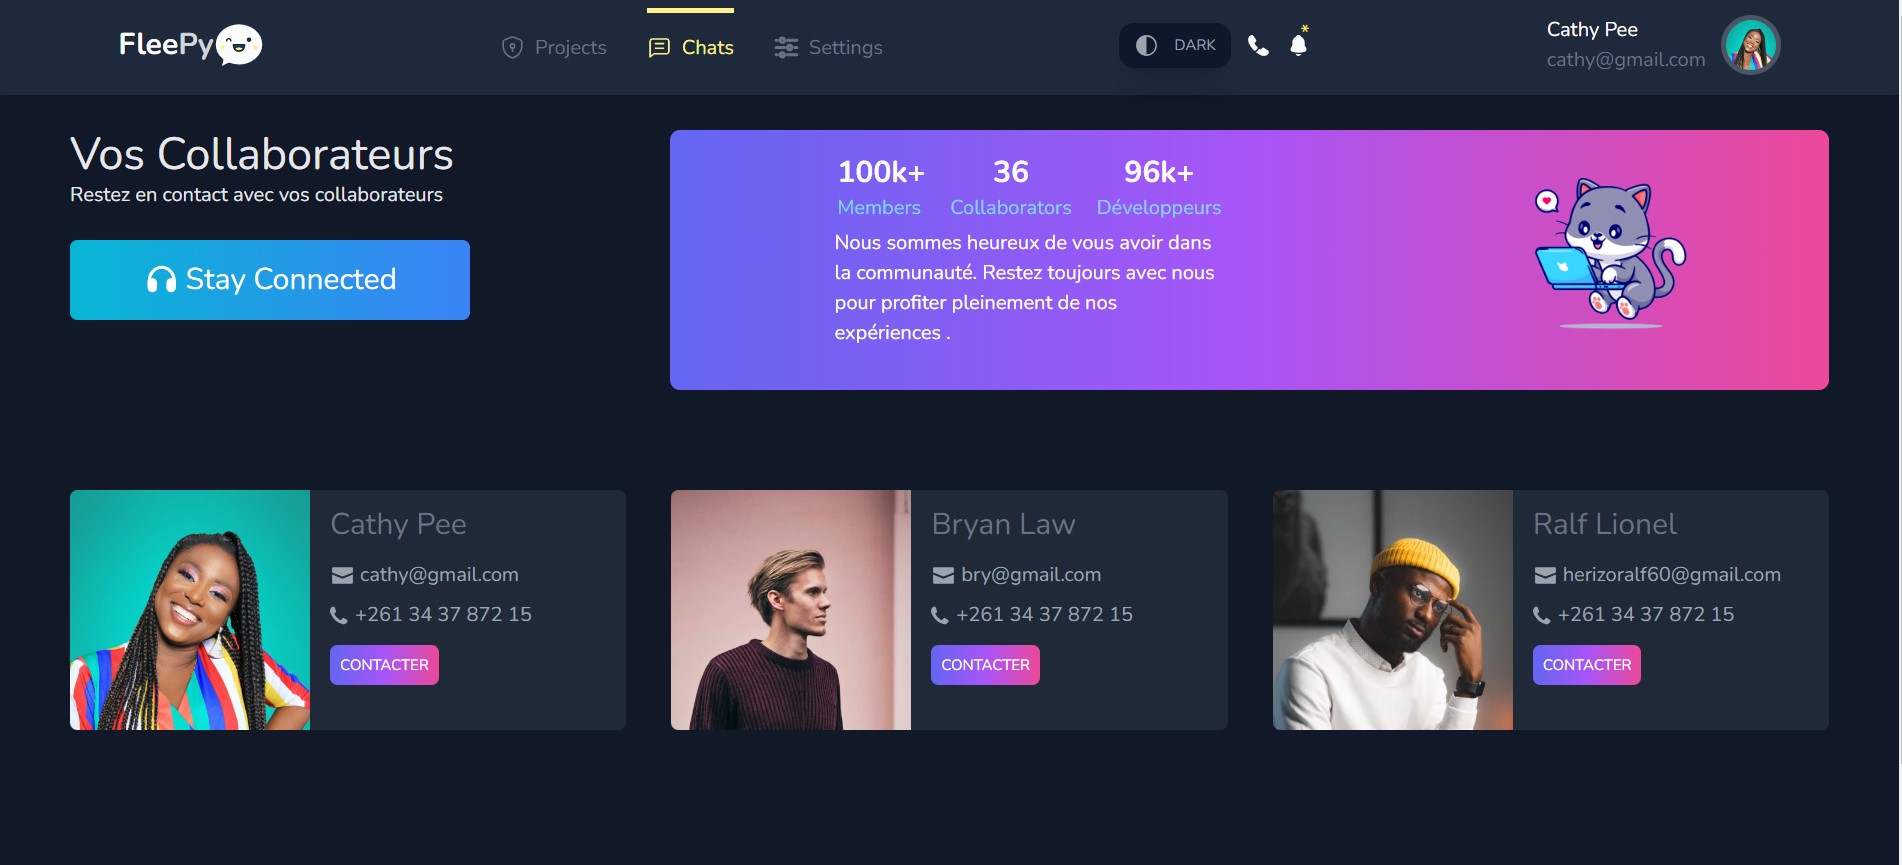 FleePy
Projects
Chats
Settings
DARK
*
Cathy Pee
cathy@gmail.com
Vos Collaborateurs
Restez en contact avec vos collaborateurs
Stay Connected
100k+ 36 96k+
Members Collaborators Développeurs
Nous sommes heureux de vous avoir dans
la communauté. Restez toujours avec nous
pour profiter pleinement de nos
expériences .
Cathy Pee
cathy@gmail.com
+261 34 37 872 15
CONTACTER
Bryan Law
bry@gmail.com
+261 34 37 872 15
CONTACTER
Ralf Lionel
herizoralf60@gmail.com
+261 34 37 872 15
CONTACTER